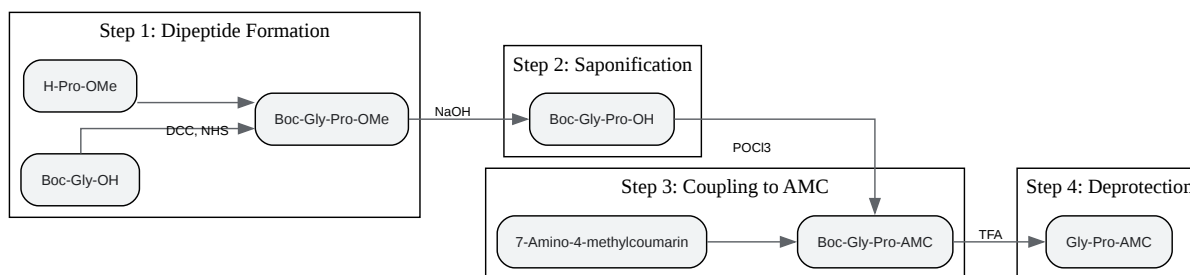 Step 1: Dipeptide Formation
H-Pro-OMe
Boc-Gly-OH
DCC, NHS
Boc-Gly-Pro-OMe
NaOH
Step 2: Saponification
Boc-Gly-Pro-OH
POCl3
Step 3: Coupling to AMC
7-Amino-4-methylcoumarin
Boc-Gly-Pro-AMC
TFA
Step 4: Deprotection
Gly-Pro-AMC